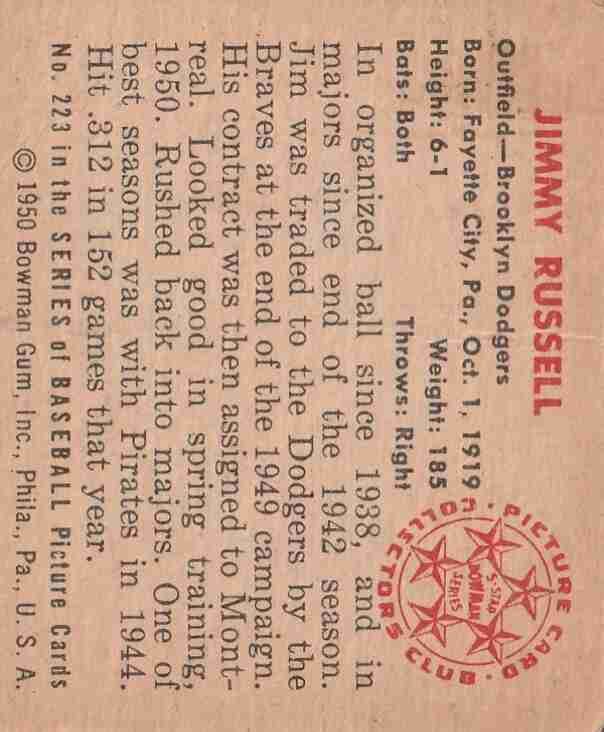 JIMMY RUSSELL
Outfield—Brooklyn Dodgers
Born: Fayette City, Pa., Oct. 1, 1919
Height: 6-1 Weight: 185
Bats: Both Throws: Right
In organized ball since 1938, and in
majors since end of the 1942 season.
Jim was traded to the Dodgers by the
Braves at the end of the 1949 campaign.
His contract was then assigned to Mont-
real. Looked good in spring training,
1950. Rushed back into majors. One of
best seasons was with Pirates in 1944.
Hit .312 in 152 games that year.
No. 223 in the SERIES of BASEBALL Picture Cards
© 1950 Bowman Gum, Inc., Phila., Pa., U. S. A.
PICTURE CARD
COLLECTORS CLUB
5-STAR
BOWMAN
SERIES